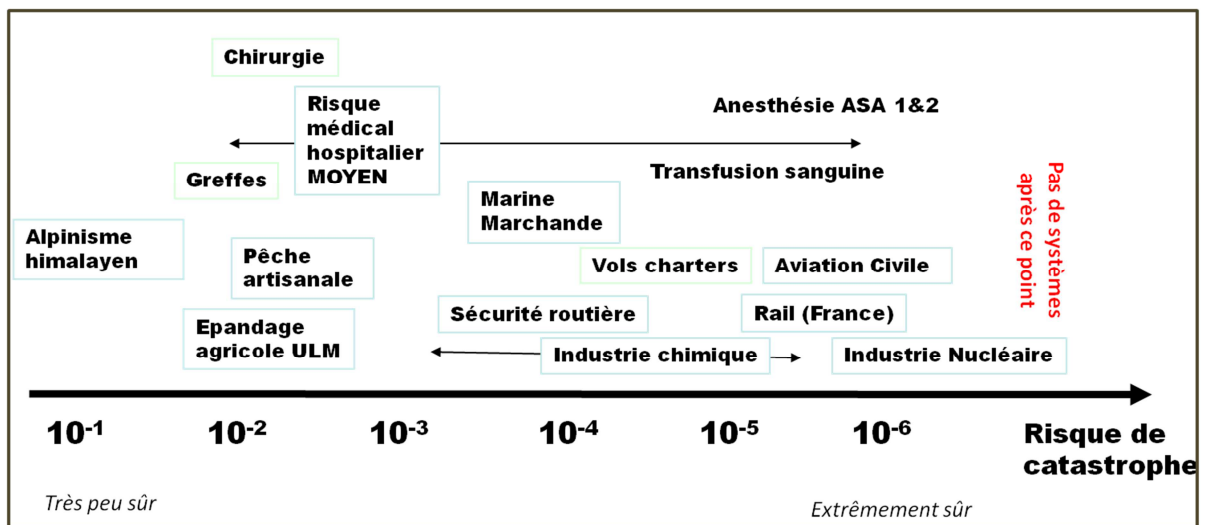 Chirurgie
Risque
médical
hospitalier
MOYEN
Anesthésie ASA 1&2
Greffes
Transfusion sanguine
Pas de systèmes
après ce point
Marine
Marchande
Alpinisme
himalayen
Pêche
artisanale
Vols charters
Aviation Civile
Sécurité routière
Rail (France)
Epandage
agricole ULM
Industrie chimique
Industrie Nucléaire
10-1 10-2 10-3 10-4 10-5 10-6
Risque de
catastrophe
Très peu sûr
Extrêmement sûr